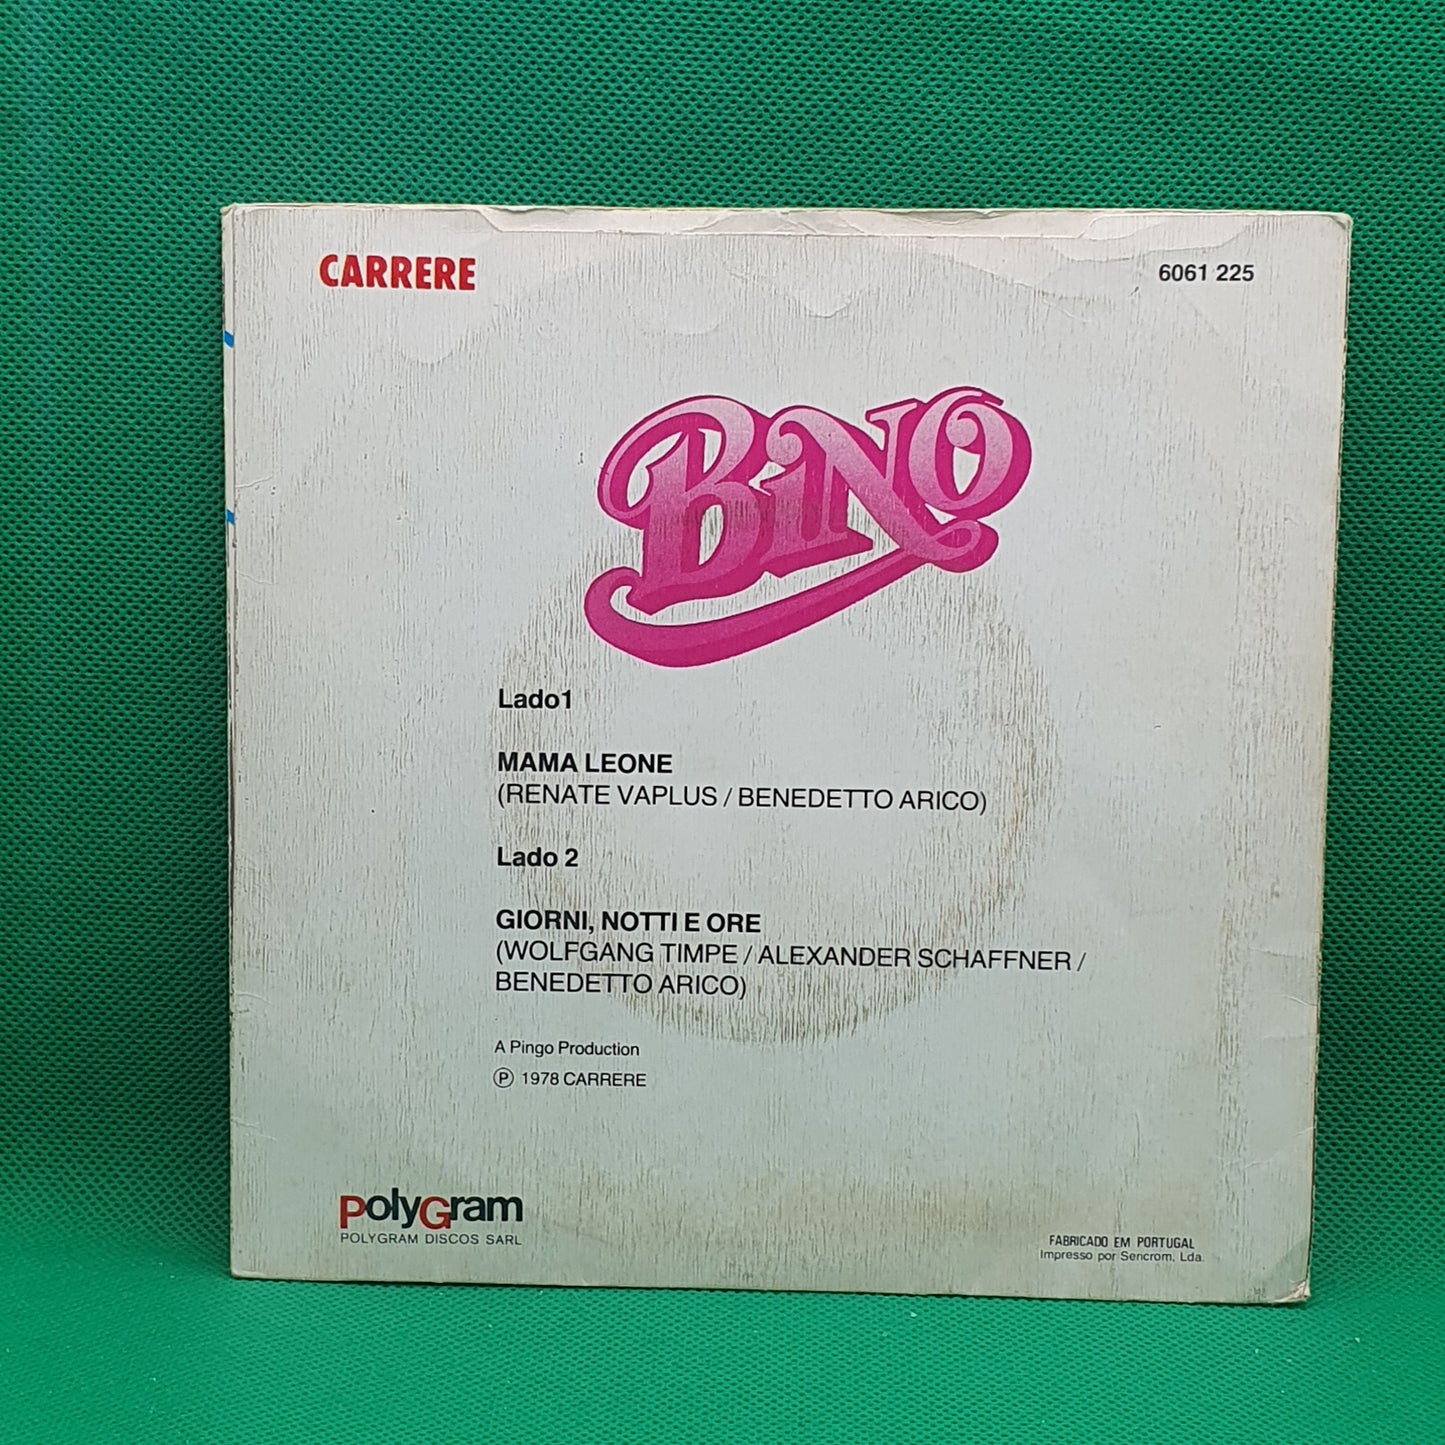 CARRERE
6061 225
BINO
Lado1
MAMA LEONE
(RENATE VAPLUS / BENEDETTO ARICO)
Lado 2
GIORNI, NOTTI E ORE
(WOLFGANG TIMPE / ALEXANDER SCHAFFNER /
BENEDETTO ARICO)
A Pingo Production
Ⓟ 1978 CARRERE
PolyGram
POLYGRAM DISCOS SARL
FABRICADO EM PORTUGAL
Impresso por Sencrom, Lda.